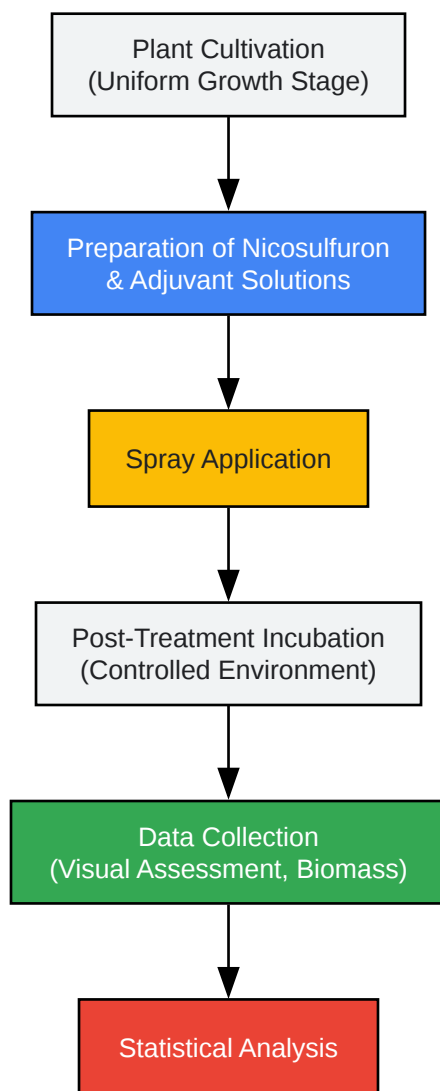 Plant Cultivation
(Uniform Growth Stage)
Preparation of Nicosulfuron
& Adjuvant Solutions
Spray Application
Post-Treatment Incubation
(Controlled Environment)
Data Collection
(Visual Assessment, Biomass)
Statistical Analysis